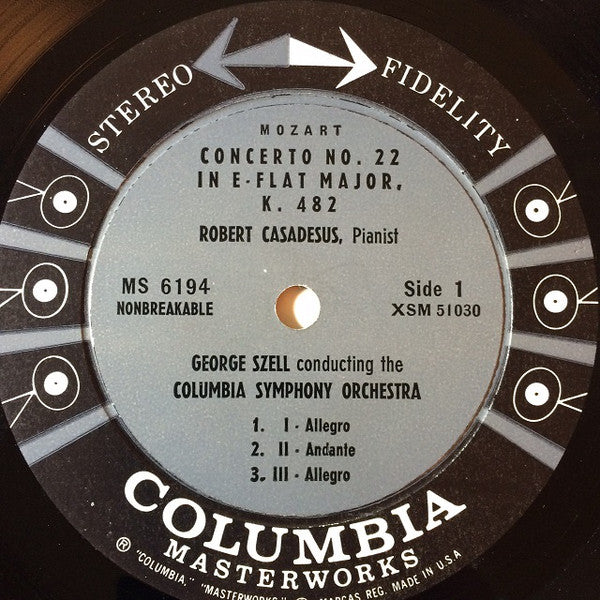 STEREO FIDELITY
MOZART
CONCERTO NO. 22
IN E-FLAT MAJOR,
K. 482
ROBERT CASADESUS, Pianist
MS 6194
NONBREAKABLE
Side 1
XSM 51030
GEORGE SZELL conducting the
COLUMBIA SYMPHONY ORCHESTRA
1. I - Allegro
2. II - Andante
3. III - Allegro
COLUMBIA
MASTERWORKS
® "COLUMBIA," "MASTERWORKS," MARCAS REG. MADE IN U.S.A